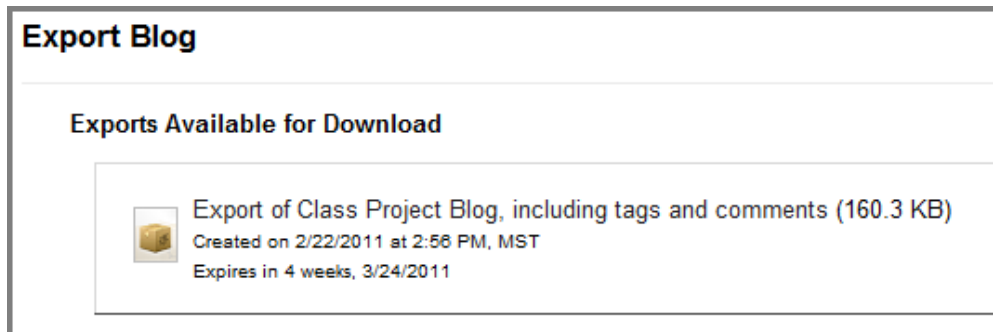 Export Blog
Exports Available for Download
Export of Class Project Blog, including tags and comments (160.3 KB)
Created on 2/22/2011 at 2:56 PM, MST
Expires in 4 weeks, 3/24/2011